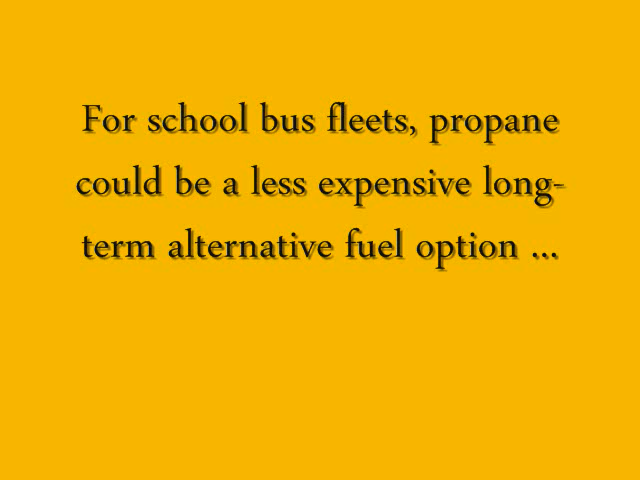 For school bus fleets, propane
could be a less expensive long-
term alternative fuel option ...